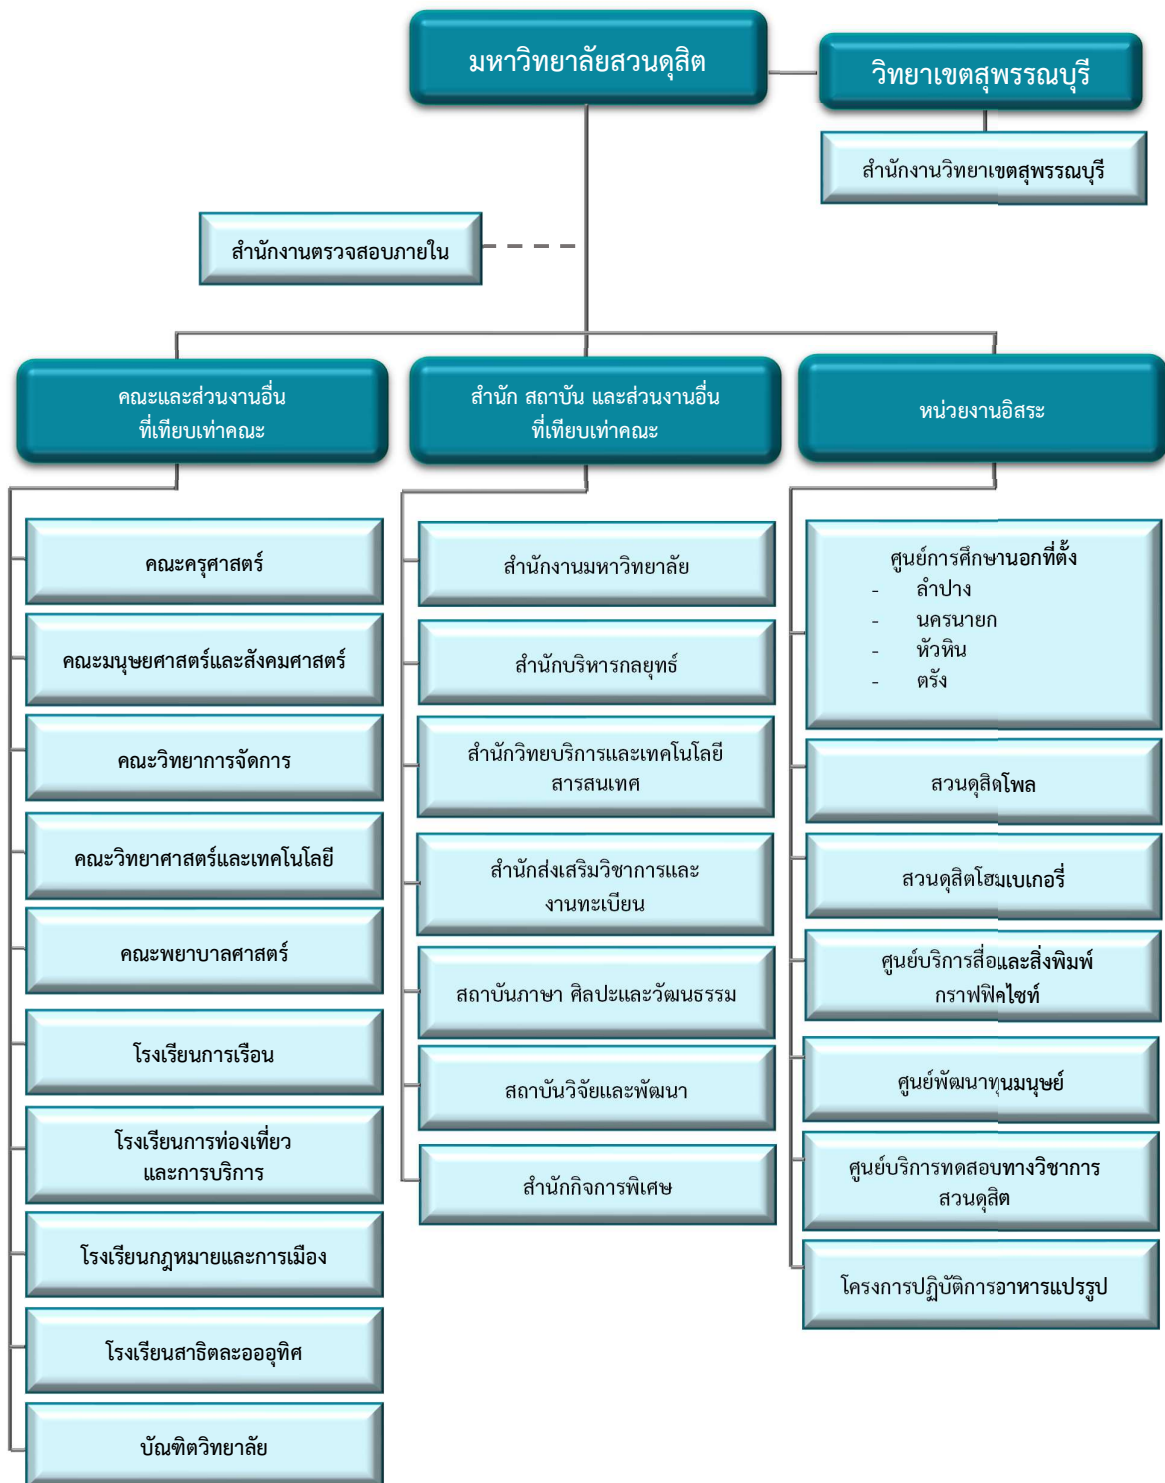 มหาวิทยาลัยสวนดุสิต
วิทยาเขตสุพรรณบุรี
สำนักงานวิทยาเขตสุพรรณบุรี
สำนักงานตรวจสอบภายใน
คณะและส่วนงานอื่น
ที่เทียบเท่าคณะ
คณะครุศาสตร์
คณะมนุษยศาสตร์และสังคมศาสตร์
คณะวิทยาการจัดการ
คณะวิทยาศาสตร์และเทคโนโลยี
คณะพยาบาลศาสตร์
โรงเรียนการเรือน
โรงเรียนการท่องเที่ยว
และการบริการ
โรงเรียนกฎหมายและการเมือง
โรงเรียนสาธิตละอออุทิศ
บัณฑิตวิทยาลัย
สำนัก สถาบัน และส่วนงานอื่น
ที่เทียบเท่าคณะ
สำนักงานมหาวิทยาลัย
สำนักบริหารกลยุทธ์
สำนักวิทยบริการและเทคโนโลยี
สารสนเทศ
สำนักส่งเสริมวิชาการและ
งานทะเบียน
สถาบันภาษา ศิลปะและวัฒนธรรม
สถาบันวิจัยและพัฒนา
สำนักกิจการพิเศษ
หน่วยงานอิสระ
ศูนย์การศึกษานอกที่ตั้ง
- ลำปาง
- นครนายก
- หัวหิน
- ตรัง
สวนดุสิตโพล
สวนดุสิตโฮมเบเกอรี่
ศูนย์บริการสื่อและสิ่งพิมพ์
กราฟฟิคไซท์
ศูนย์พัฒนาทุนมนุษย์
ศูนย์บริการทดสอบทางวิชาการ
สวนดุสิต
โครงการปฏิบัติการอาหารแปรรูป